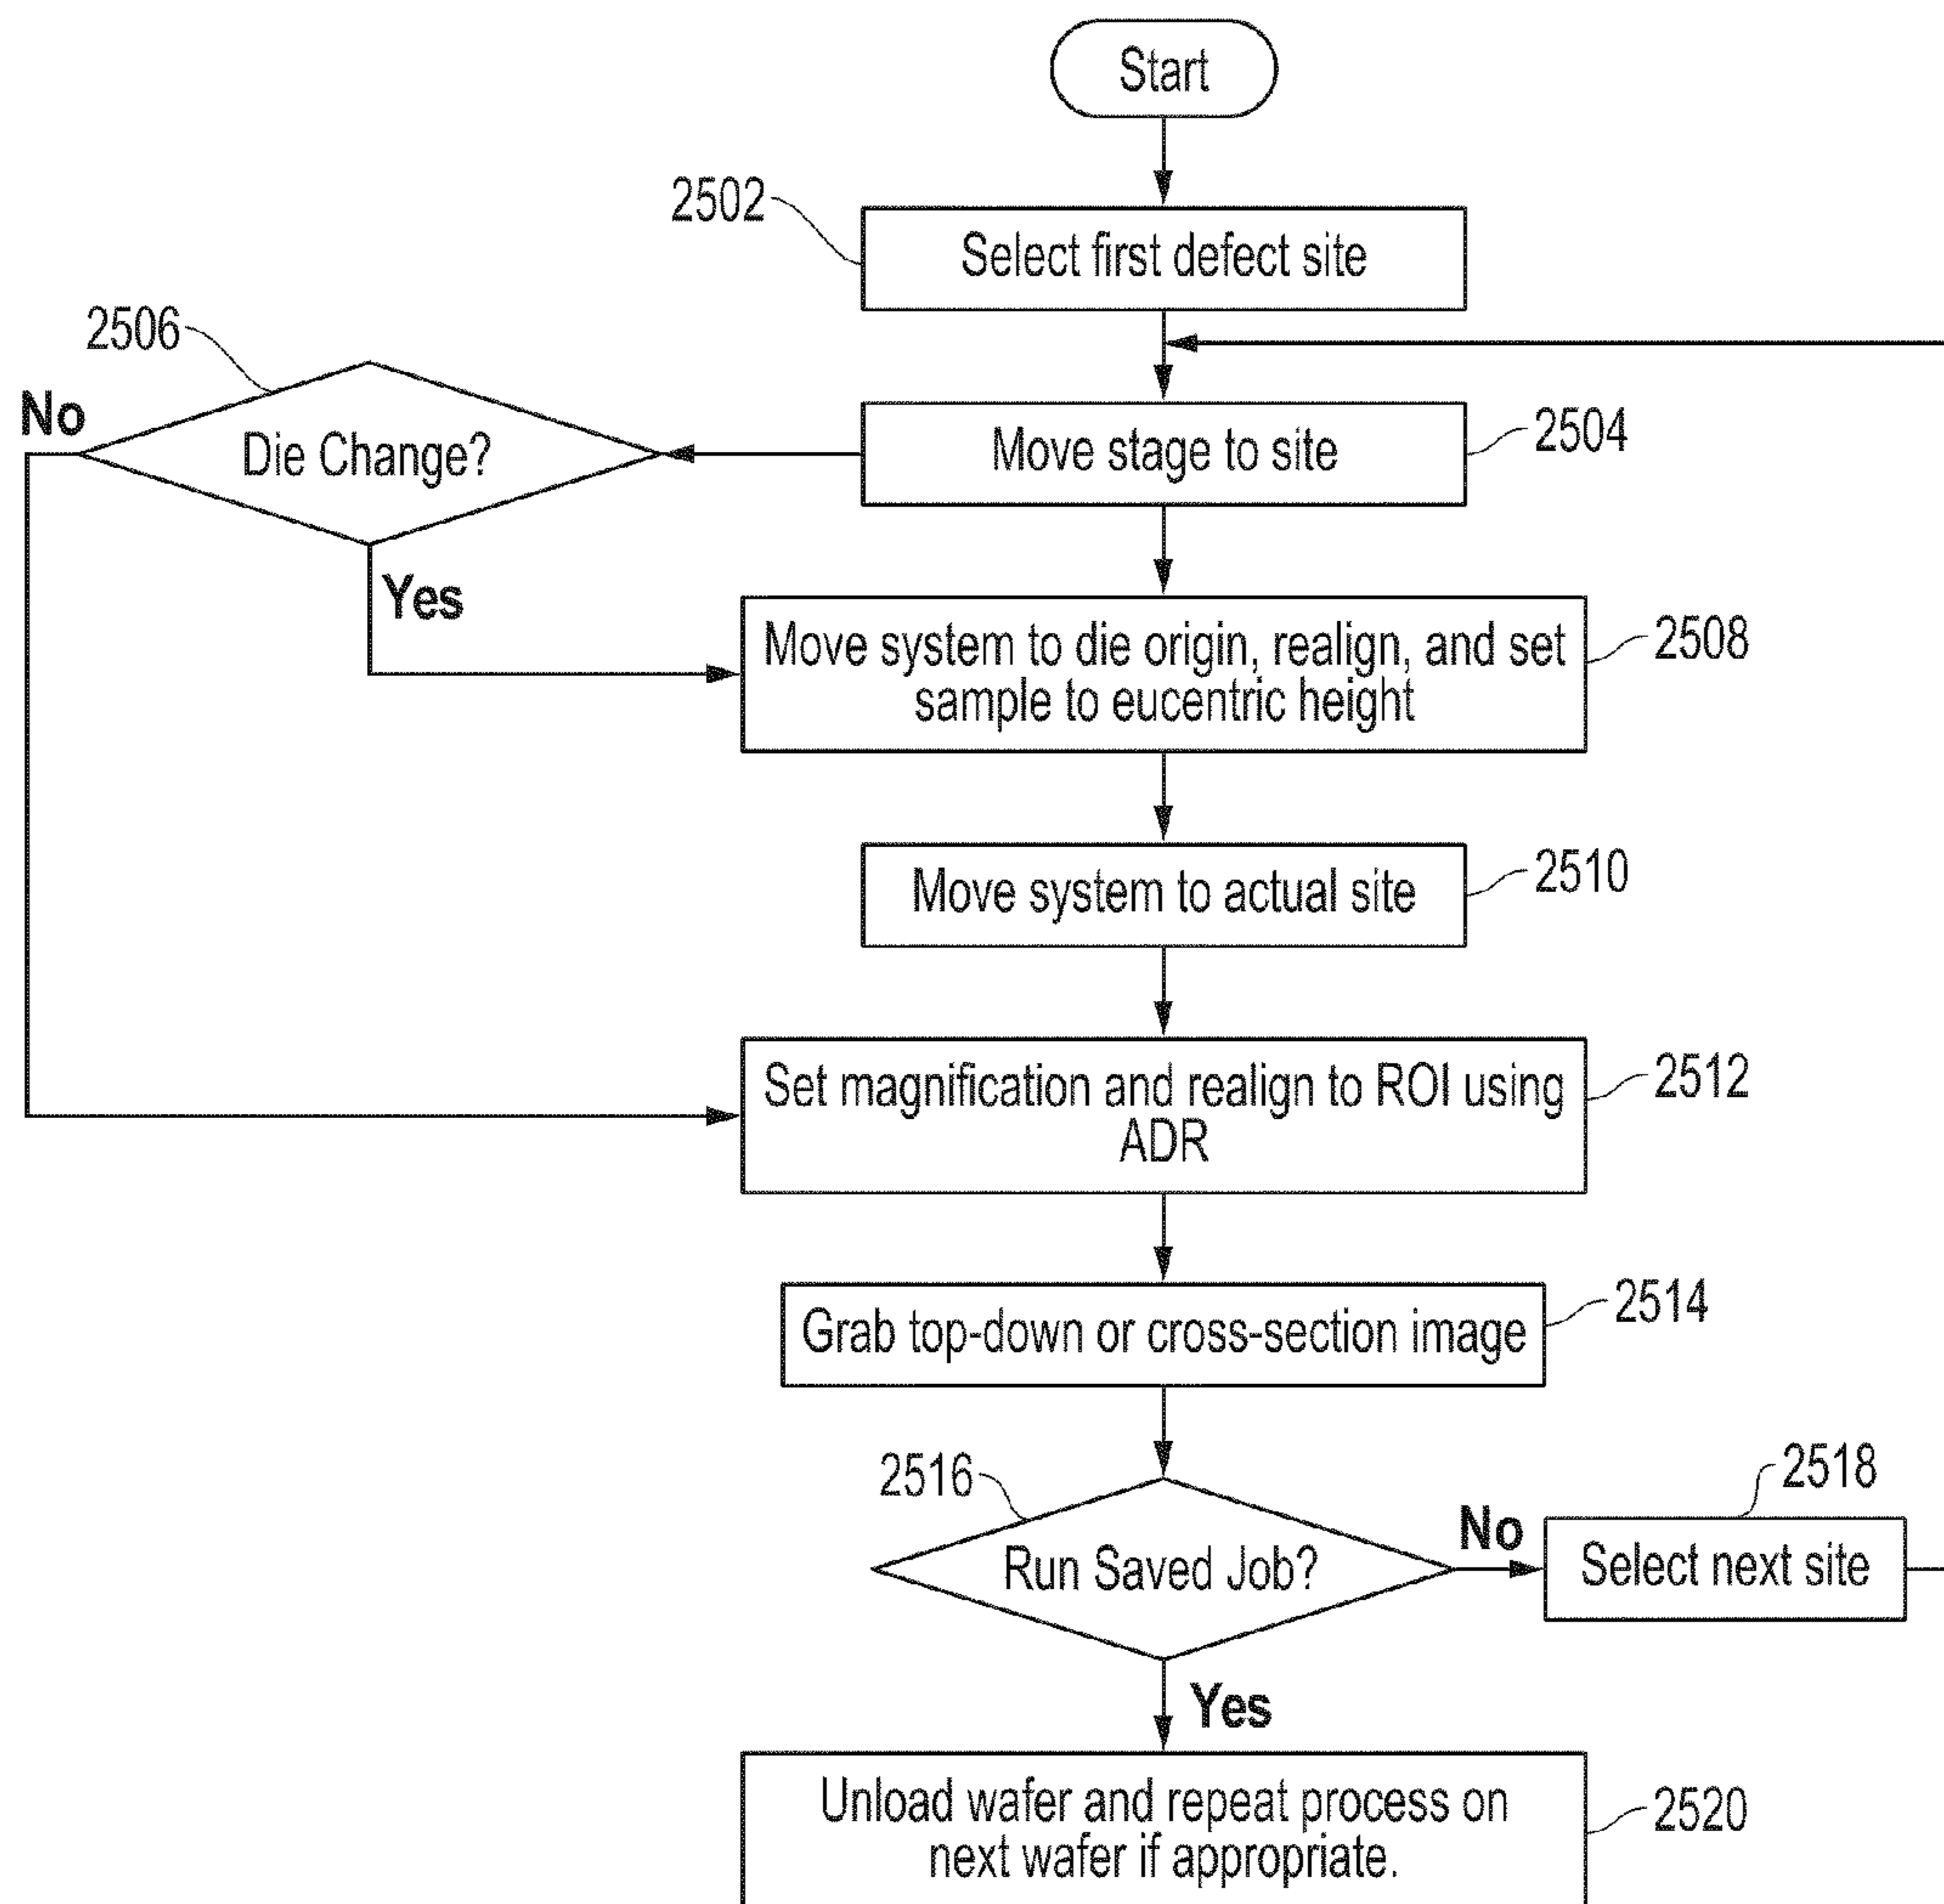 Start
2502
Select first defect site
2506
No
Die Change?
Move stage to site
2504
Yes
Move system to die origin, realign, and set
sample to eucentric height
2508
Move system to actual site
2510
Set magnification and realign to ROI using
ADR
2512
Grab top-down or cross-section image
2514
2516
Run Saved Job?
No
2518
Select next site
Yes
Unload wafer and repeat process on
next wafer if appropriate.
2520